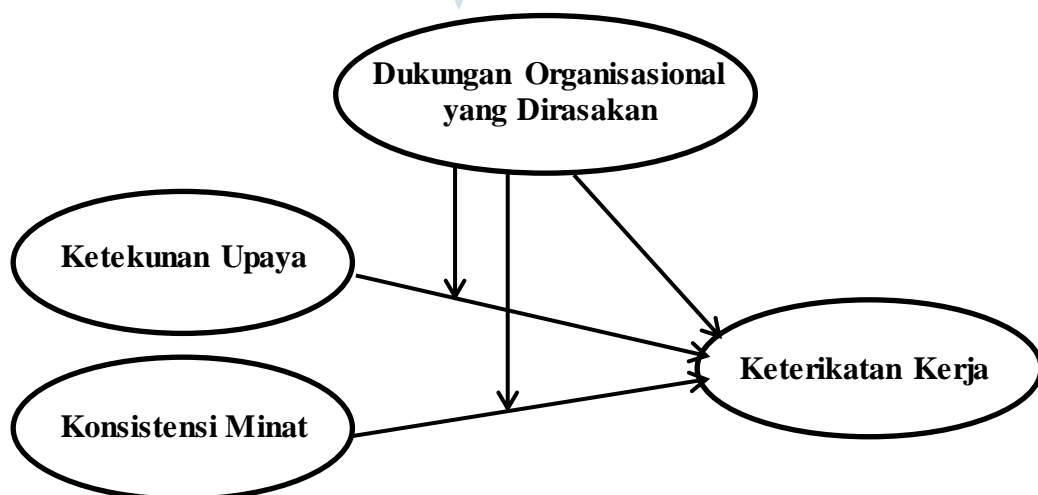 Dukungan Organisasional
yang Dirasakan
Ketekunan Upaya
Konsistensi Minat
Keterikatan Kerja